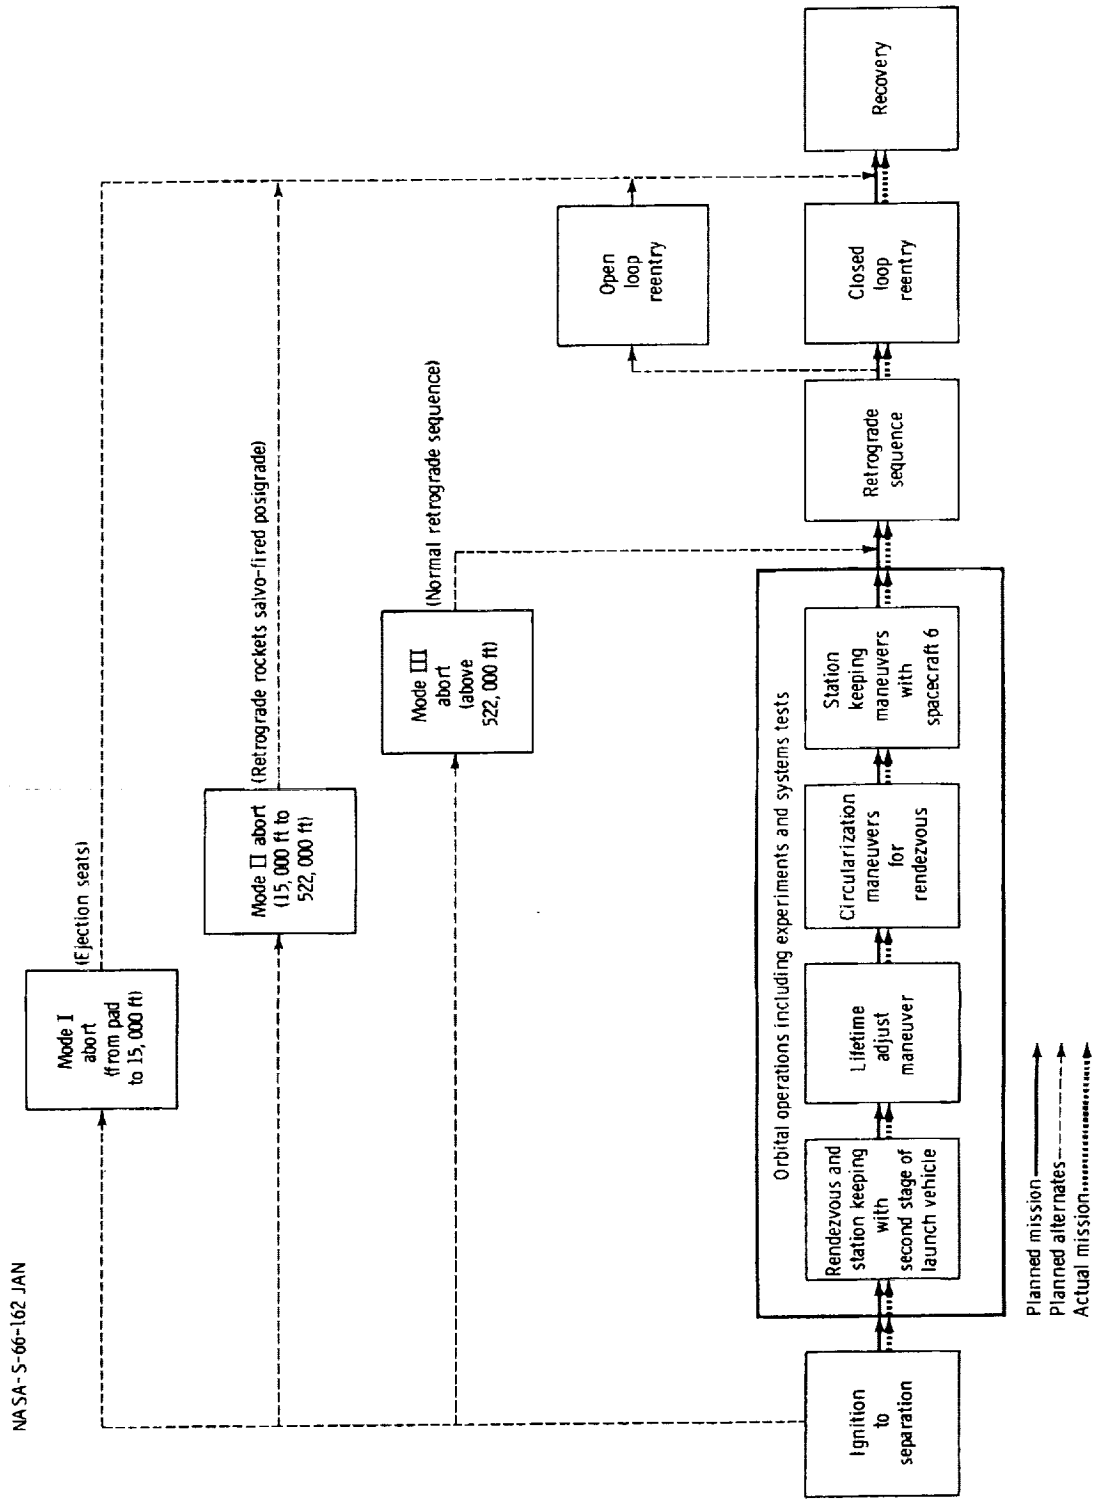 NASA-S-66-162 JAN
Mode I
abort
(from pad
to 15,000 ft)
(Ejection seats)
Mode II abort
(15,000 ft to
522,000 ft)
(Retrograde rockets salvo-fired posigrade)
Mode III
abort
(above
522,000 ft)
(Normal retrograde sequence)
Open
loop
reentry
Orbital operations including experiments and systems tests
Ignition
to
separation
Rendezvous and
station keeping
with
second stage of
launch vehicle
Lifetime
adjust
maneuver
Circularization
maneuvers
for
rendezvous
Station
keeping
maneuvers
with
spacecraft 6
Retrograde
sequence
Closed
loop
reentry
Recovery
Planned mission
Planned alternates
Actual mission